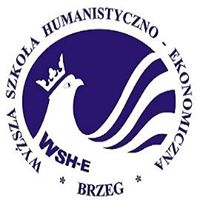 WYŻSZA SZKOŁA HUMANISTYCZNO - EKONOMICZNA
WSH-E
* BRZEG *